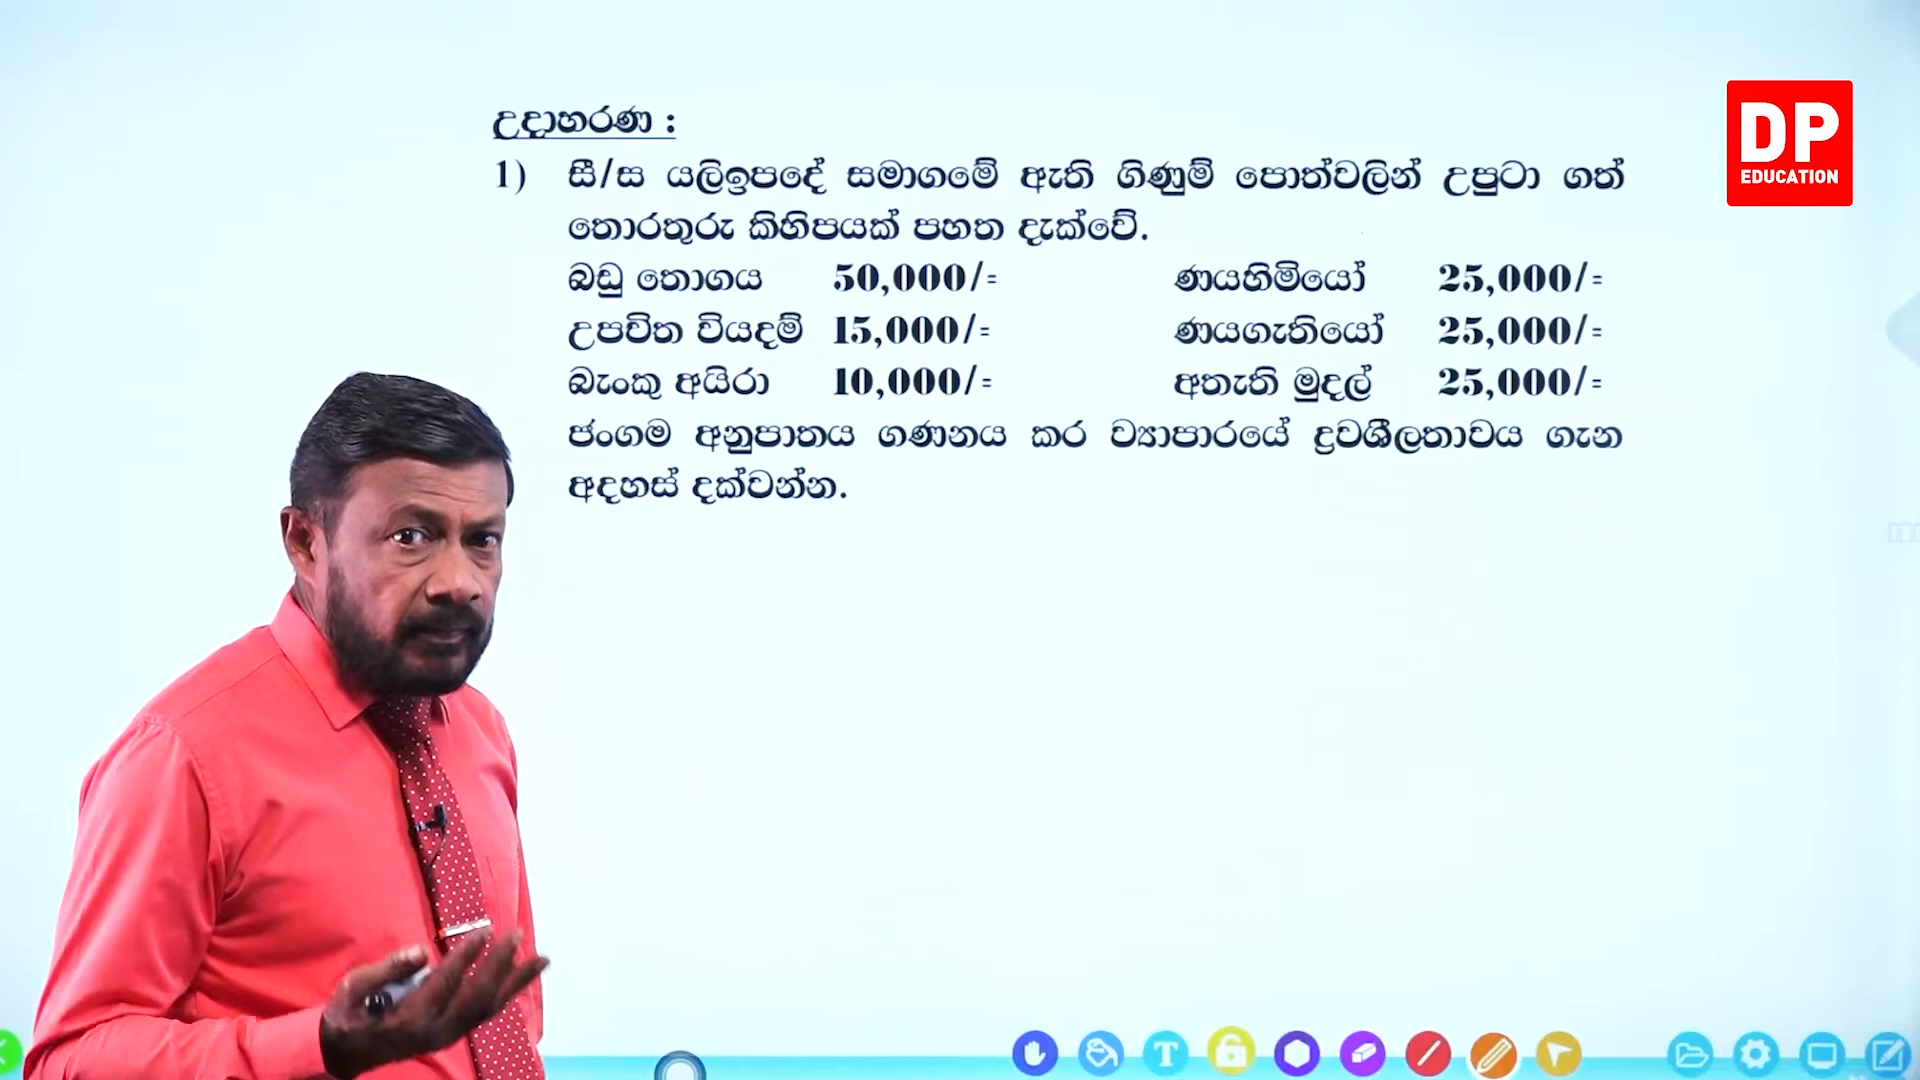 DP
EDUCATION
උදාහරණ :
1) සී/ස යලිඉපදේ සමාගමේ ඇති ගිණුම් පොත්වලින් උපුටා ගත්
තොරතුරු කිහිපයක් පහත දැක්වේ.
බඩු තොගය 50,000/= ණයහිමියෝ 25,000/=
උපචිත වියදම් 15,000/= ණයගැතියෝ 25,000/=
බැංකු අයිරා 10,000/= අතැති මුදල් 25,000/=
ජංගම අනුපාතය ගණනය කර ව්‍යාපාරයේ ද්‍රවශීලතාවය ගැන
අදහස් දක්වන්න.